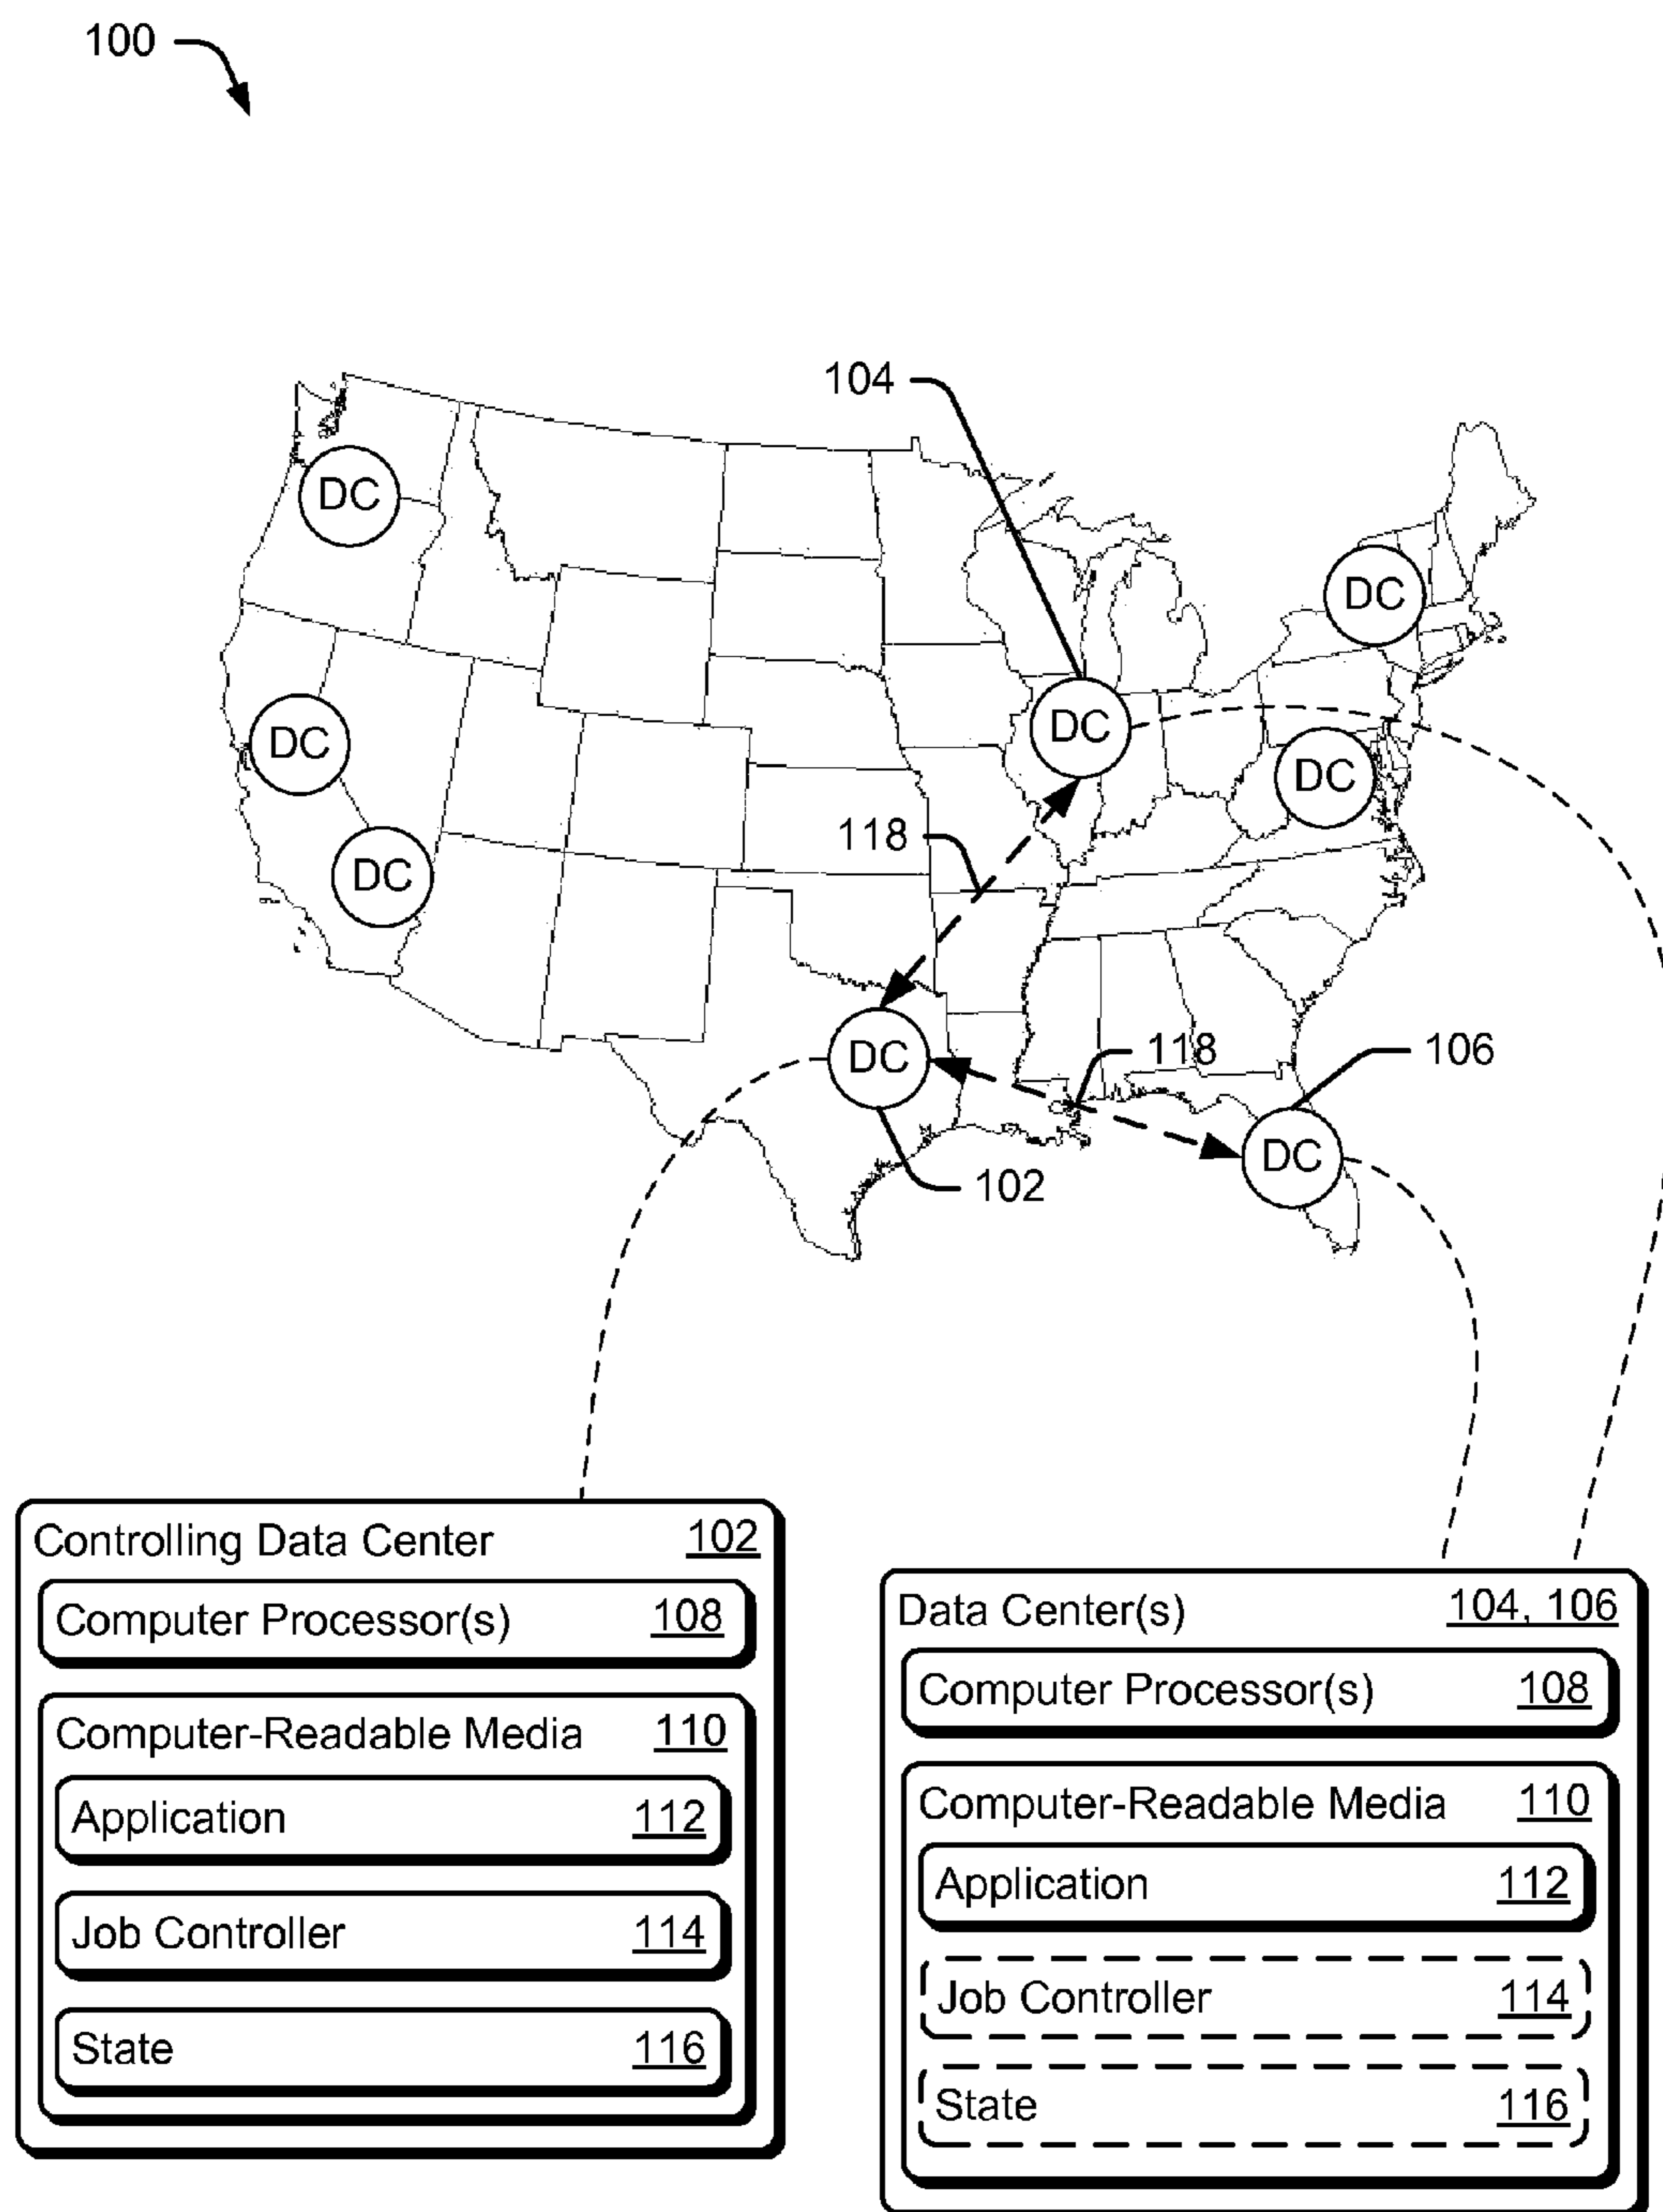 100
104
DC
DC
DC
DC
DC
118
DC
DC
118
106
DC
102
Controlling Data Center 102
Computer Processor(s) 108
Computer-Readable Media 110
Application 112
Job Controller 114
State 116
Data Center(s) 104, 106
Computer Processor(s) 108
Computer-Readable Media 110
Application 112
Job Controller 114
State 116